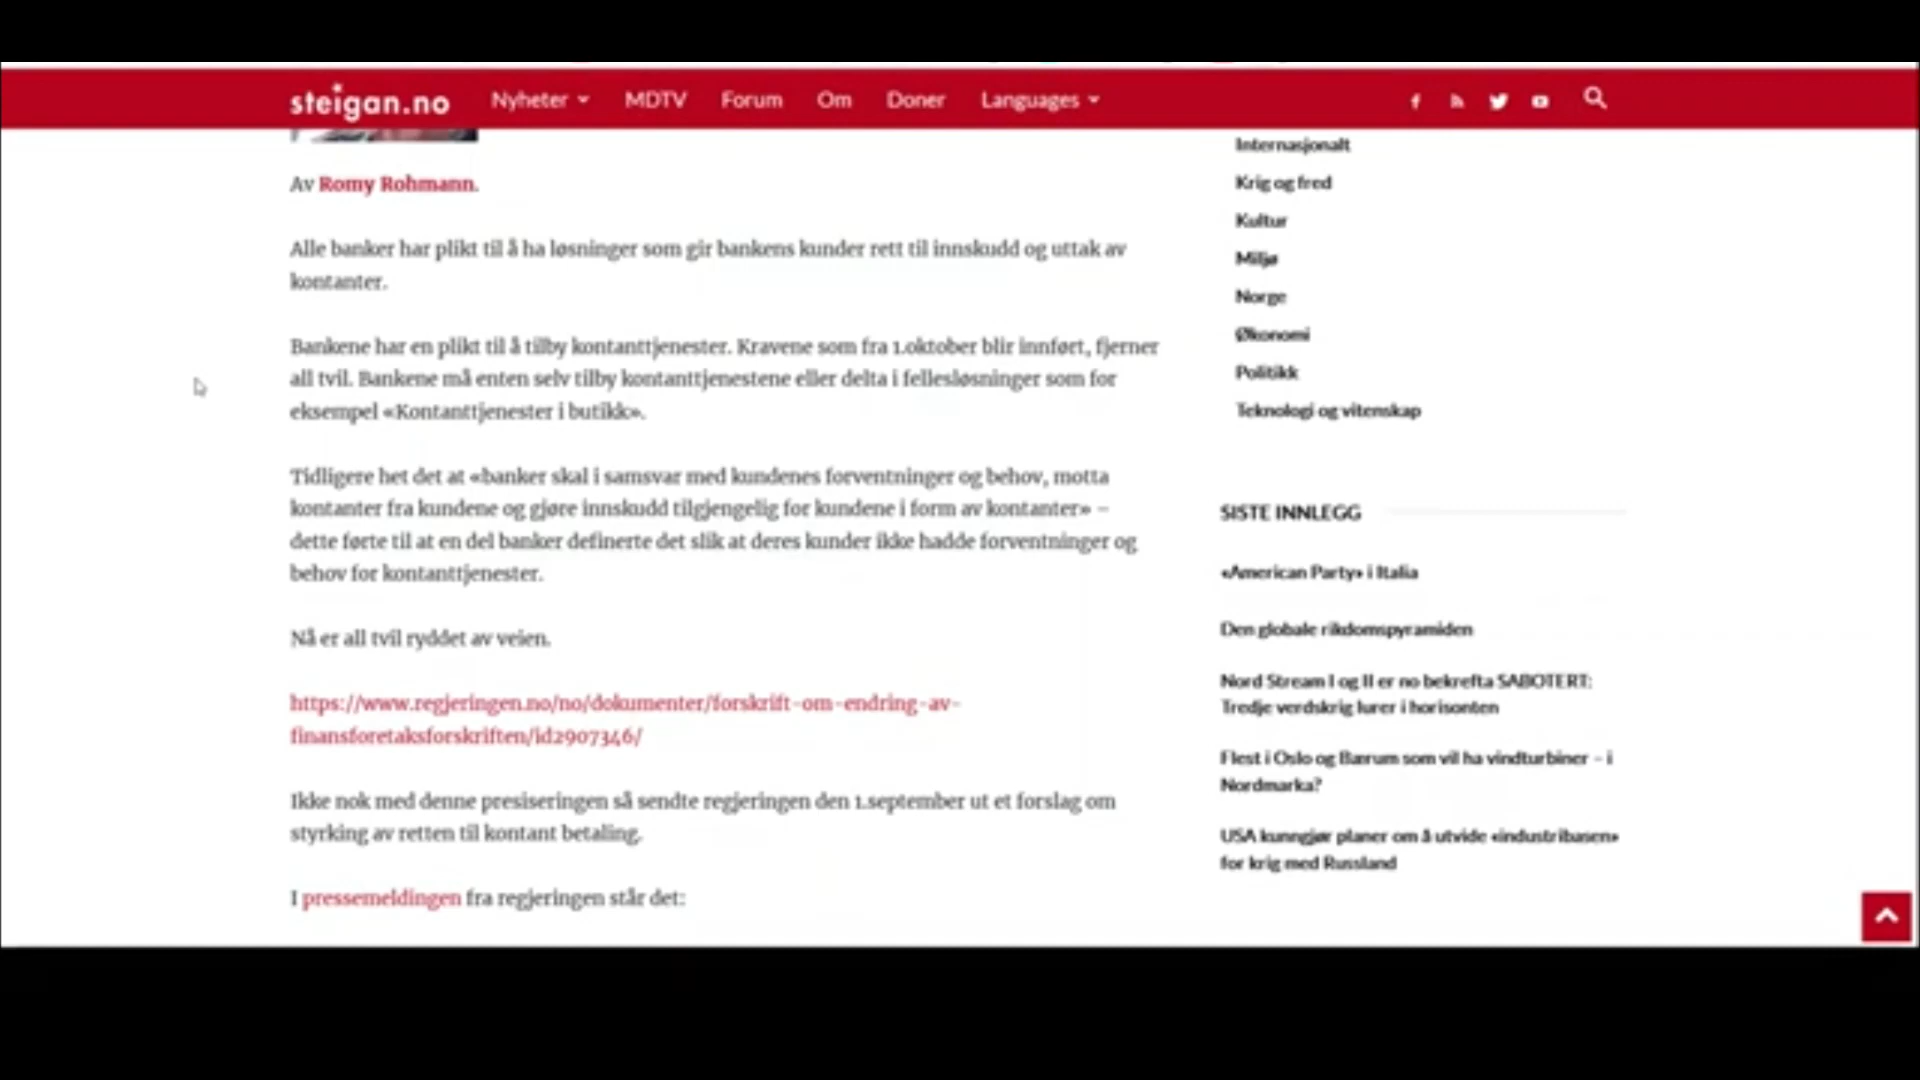 steigan.no Nyheter MDTV Forum Om Doner Languages
Av Romy Rohmann.
Alle banker har plikt til å ha løsninger som gir bankens kunder rett til innskudd og uttak av
kontanter.
Bankene har en plikt til å tilby kontanttjenester. Kravene som fra 1.oktober blir innført, fjerner
all tvil. Bankene må enten selv tilby kontanttjenestene eller delta i fellesløsninger som for
eksempel «Kontanttjenester i butikk».
Tidligere het det at «banker skal i samsvar med kundenes forventninger og behov, motta
kontanter fra kundene og gjøre innskudd tilgjengelig for kundene i form av kontanter» –
dette førte til at en del banker definerte det slik at deres kunder ikke hadde forventninger og
behov for kontanttjenester.
Nå er all tvil ryddet av veien.
https://www.regjeringen.no/no/dokumenter/forskrift-om-endring-av-
finansforetaksforskriften/id2907346/
Ikke nok med denne presiseringen så sendte regjeringen den 1.september ut et forslag om
styrking av retten til kontant betaling.
I pressemeldingen fra regjeringen står det:
Internasjonalt
Krig og fred
Kultur
Miljø
Norge
Økonomi
Politikk
Teknologi og vitenskap
SISTE INNLEGG
«American Party» i Italia
Den globale rikdomspyramiden
Nord Stream I og II er no bekrefta SABOTERT:
Tredje verdskrig lurer i horisonten
Flest i Oslo og Bærum som vil ha vindturbiner – i
Nordmarka?
USA kunngjør planer om å utvide «industribasen»
for krig med Russland